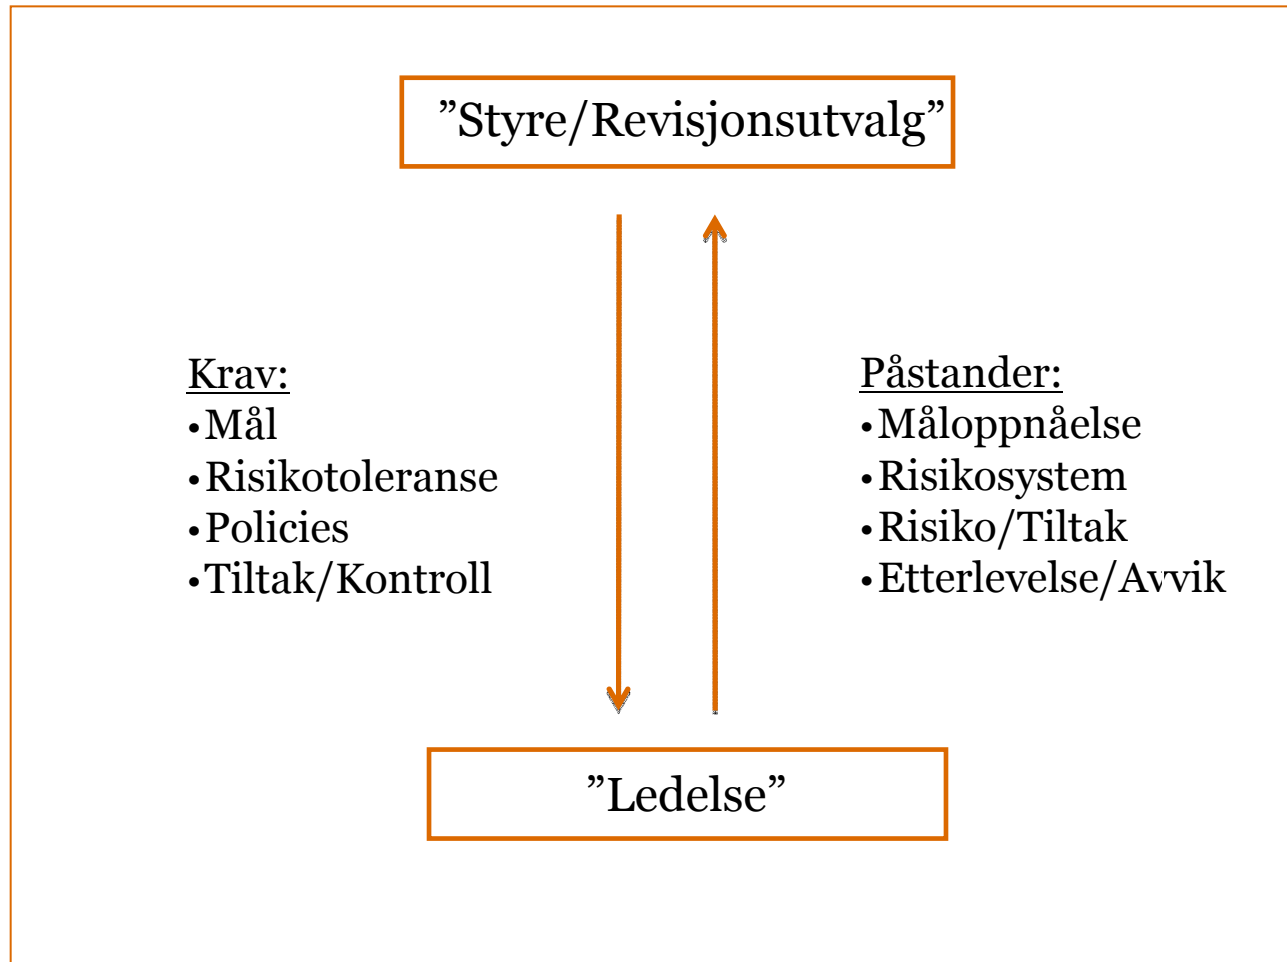 ”Styre/Revisjonsutvalg”
Krav:
•Mål
•Risikotoleranse
•Policies
•Tiltak/Kontroll
Påstander:
•Måloppnåelse
•Risikosystem
•Risiko/Tiltak
•Etterlevelse/Avvik
”Ledelse”